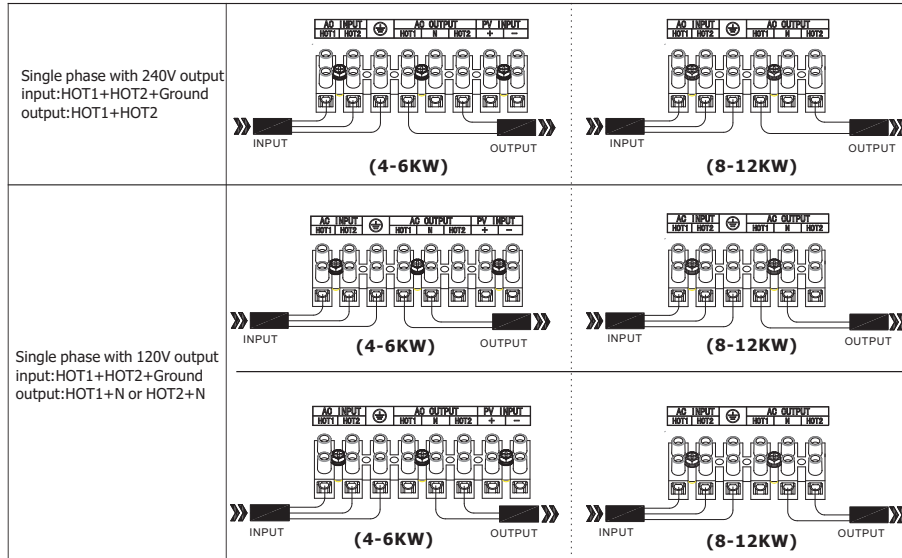 Single phase with 240V output
input:HOT1+HOT2+Ground
output:HOT1+HOT2
AC INPUT AC OUTPUT PV INPUT
HOT1 HOT2 HOT1 N HOT2 + −
INPUT
OUTPUT
(4-6KW)
AC INPUT AC OUTPUT
HOT1 HOT2 HOT1 N HOT2
INPUT
OUTPUT
(8-12KW)
Single phase with 120V output
input:HOT1+HOT2+Ground
output:HOT1+N or HOT2+N
AC INPUT AC OUTPUT PV INPUT
HOT1 HOT2 HOT1 N HOT2 + −
INPUT
OUTPUT
(4-6KW)
AC INPUT AC OUTPUT
HOT1 HOT2 HOT1 N HOT2
INPUT
OUTPUT
(8-12KW)
AC INPUT AC OUTPUT PV INPUT
HOT1 HOT2 HOT1 N HOT2 + −
INPUT
OUTPUT
(4-6KW)
AC INPUT AC OUTPUT
HOT1 HOT2 HOT1 N HOT2
INPUT
OUTPUT
(8-12KW)